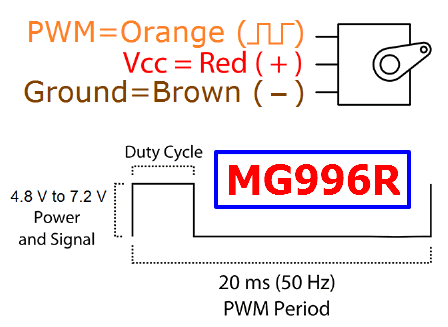 PWM=Orange (⎍⎍)
Vcc = Red ( + )
Ground=Brown ( − )
Duty Cycle
MG996R
4.8 V to 7.2 V
Power
and Signal
20 ms (50 Hz)
PWM Period